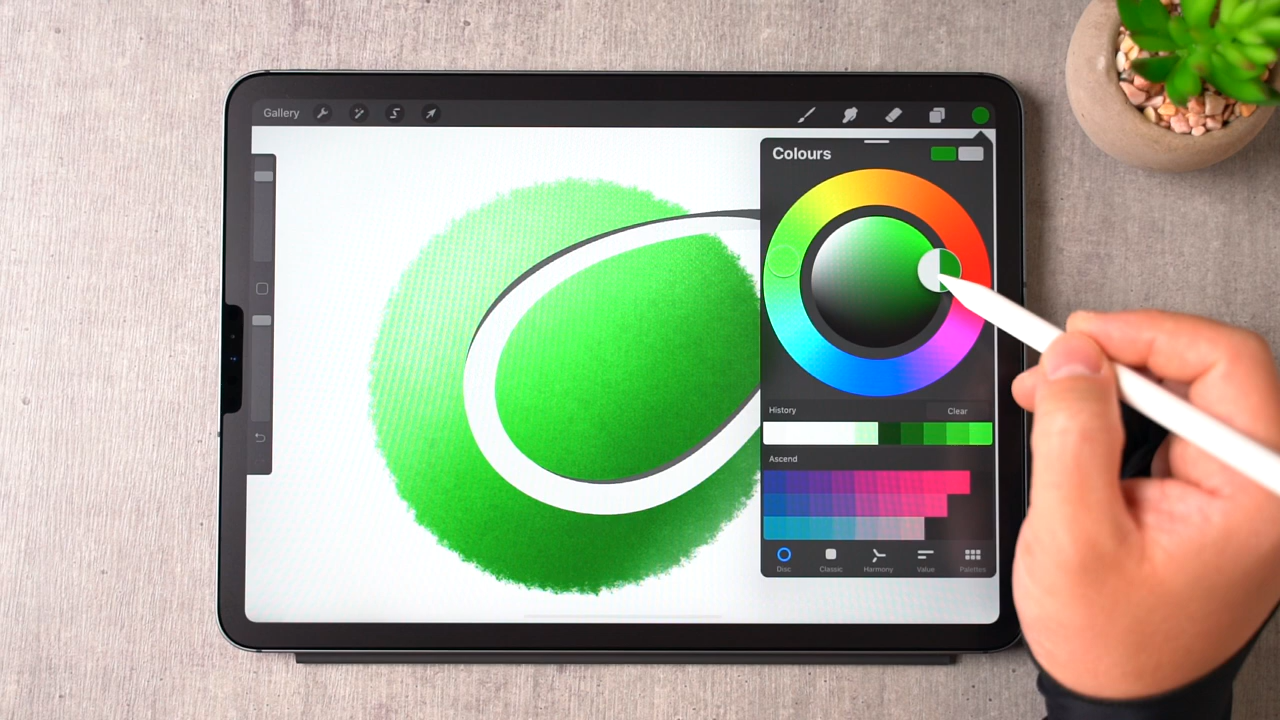 Gallery
Colours
History Clear
Ascend
Disc Classic Harmony Value Palettes